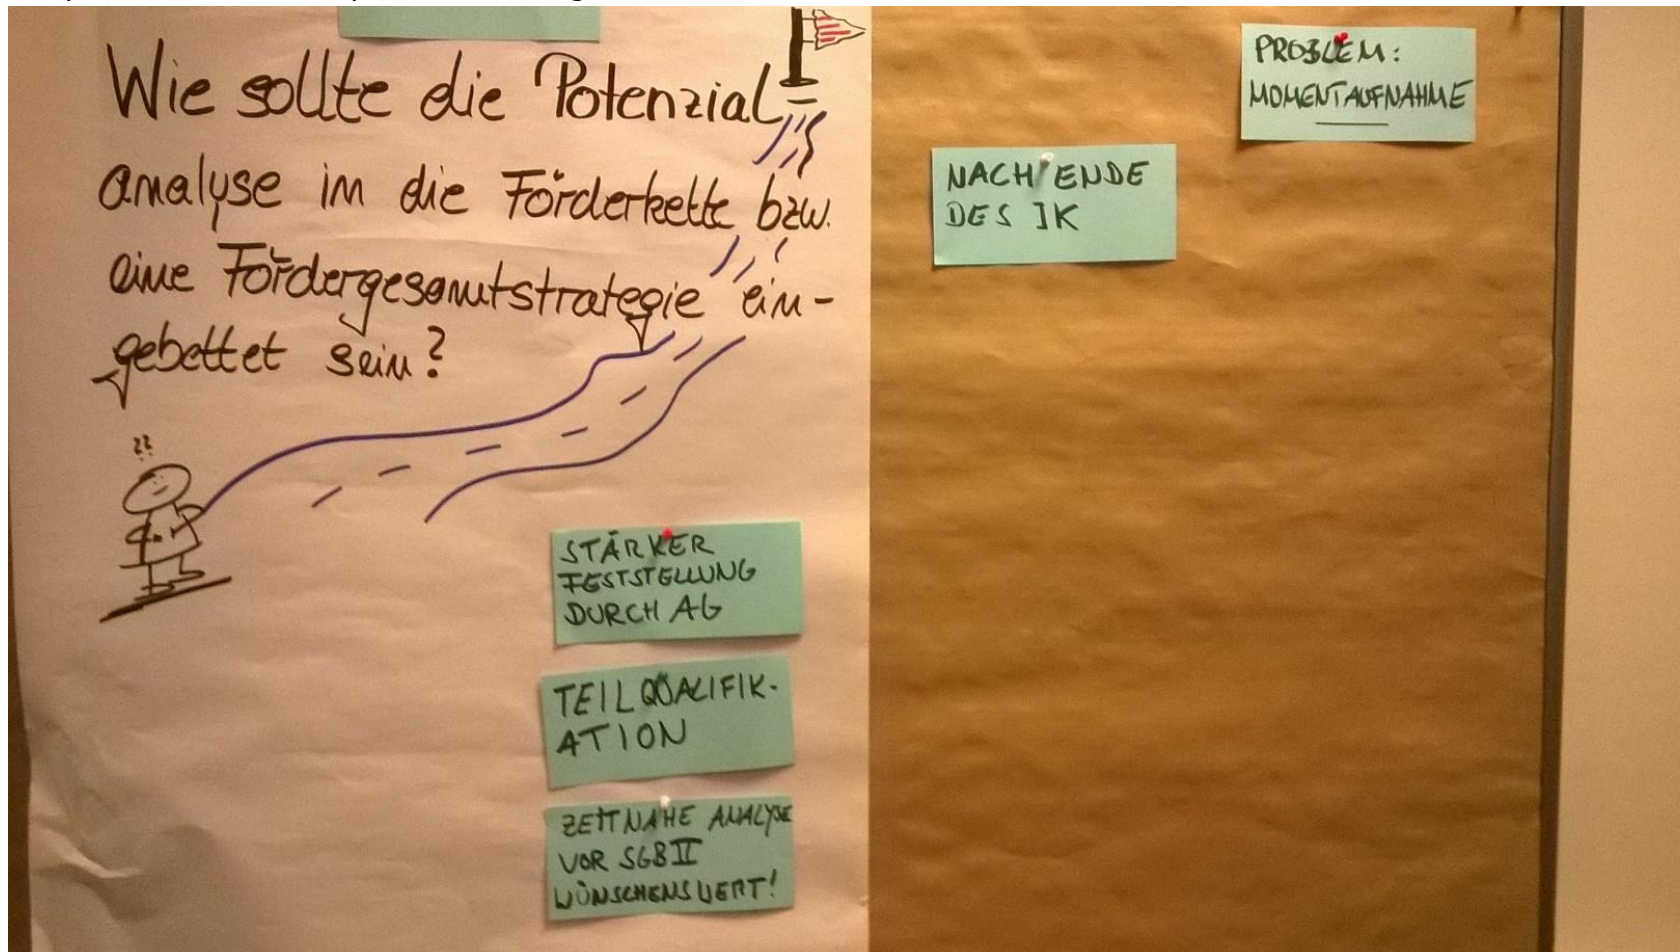 Wie sollte die Potenzial-
analyse in die Förderkette bzw.
eine Fördergesamtstrategie ein-
gebettet sein?
??
STÄRKER
FESTSTELLUNG
DURCH AG
TEILQUALIFIK-
ATION
ZEITNAHE ANALYSE
VOR SGB II
WÜNSCHENSWERT!
NACH ENDE
DES IK
PROBLEM:
MOMENTAUFNAHME